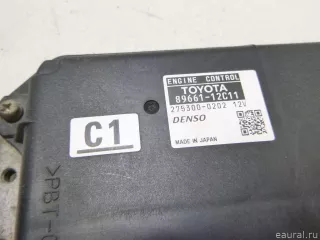 ENGINE CONTROL
TOYOTA
89661-12C11
275300-0202 12V
DENSO
MADE IN JAPAN
C1
>PBT-
eaural.ru